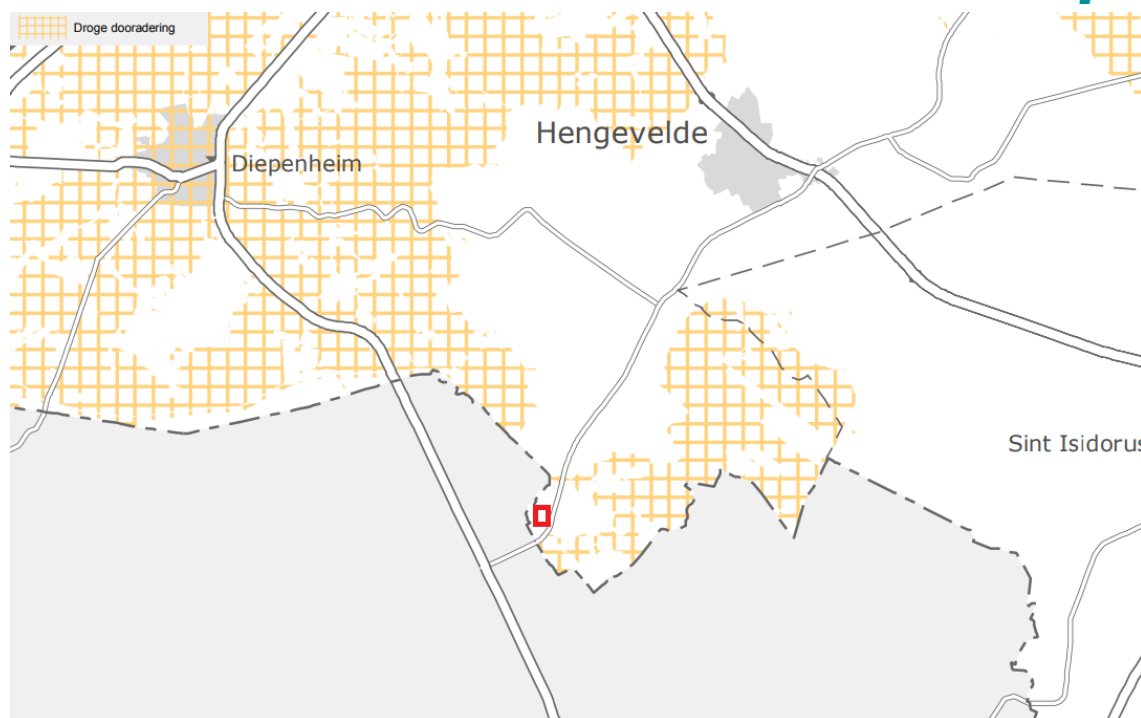 Droge dooradering
Hengevelde
Diepenheim
Sint Isidorus